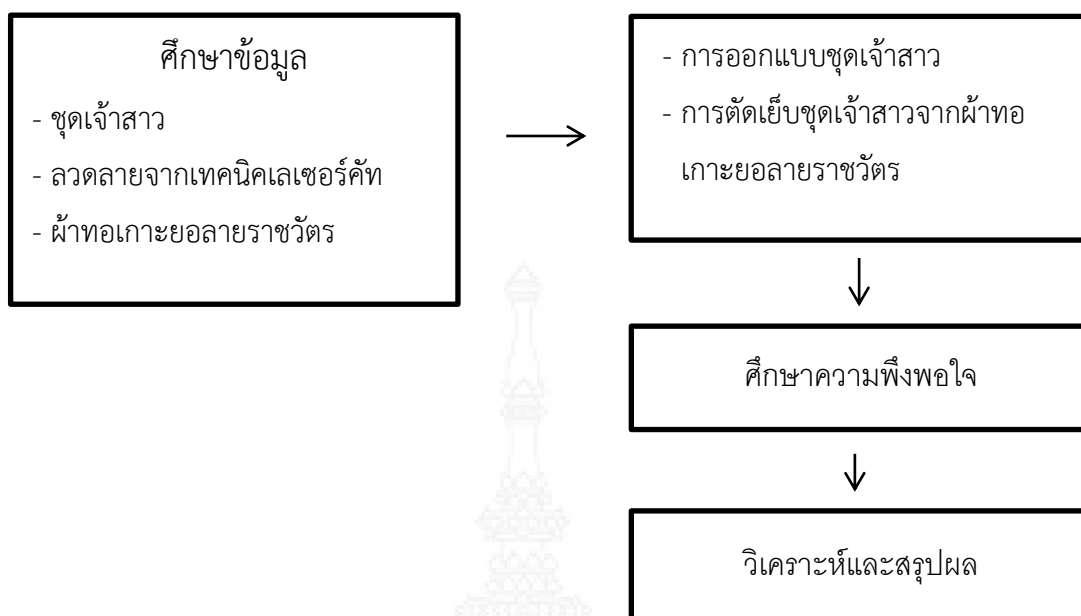 ศึกษาข้อมูล
- ชุดเจ้าสาว
- ลวดลายจากเทคนิคเลเซอร์คัท
- ผ้าทอเกาะยอลายราชวัตร
- การออกแบบชุดเจ้าสาว
- การตัดเย็บชุดเจ้าสาวจากผ้าทอ
เกาะยอลายราชวัตร
ศึกษาความพึงพอใจ
วิเคราะห์และสรุปผล